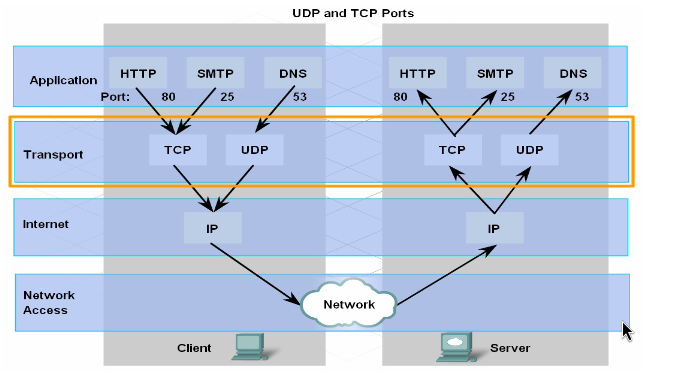 UDP and TCP Ports
Application
HTTP SMTP DNS HTTP SMTP DNS
Port: 80 25 53 80 25 53
Transport
TCP UDP TCP UDP
Internet
IP IP
Network
Access
Network
Client Server